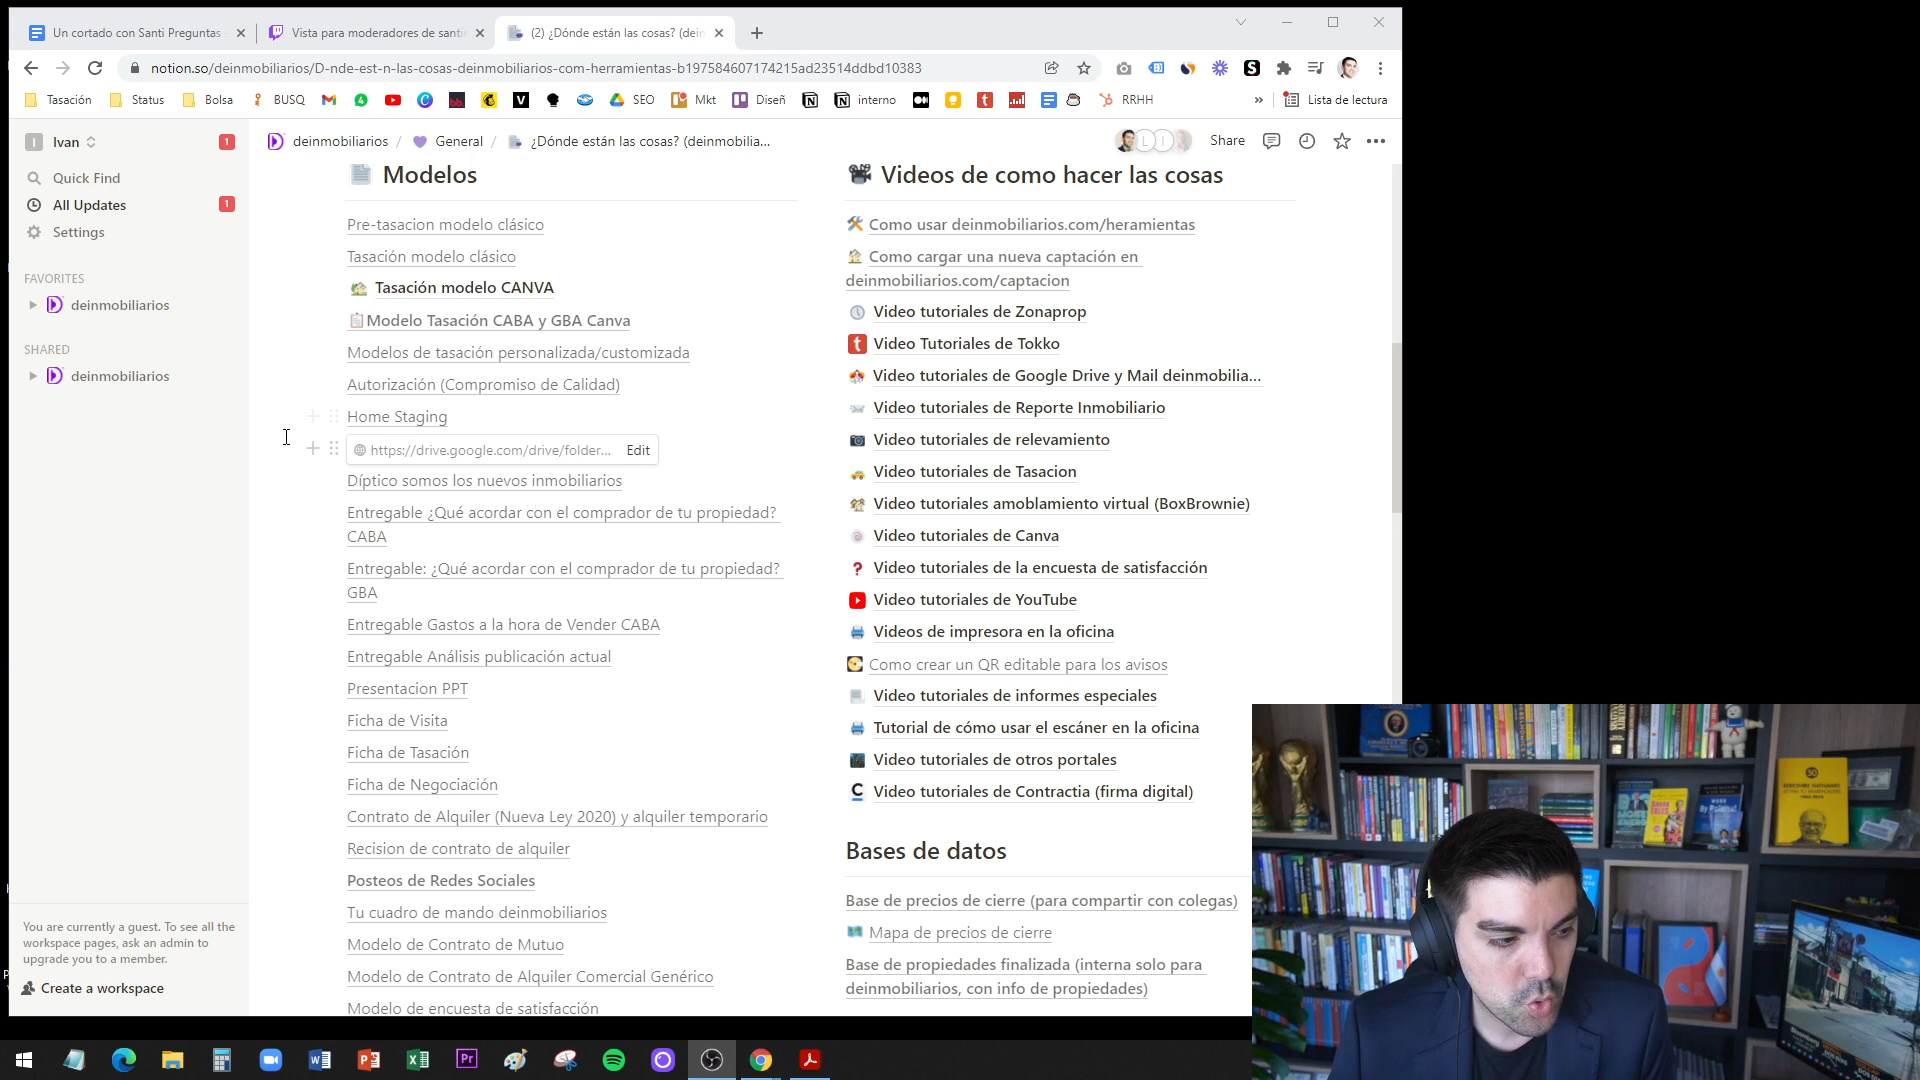 Un cortado con Santi Preguntas
Vista para moderadores de santi
(2) ¿Dónde están las cosas? (dein
notion.so/deinmobiliarios/D-nde-est-n-las-cosas-deinmobiliarios-com-herramientas-b197584607174215ad23514ddbd10383
Tasación
Status
Bolsa
BUSQ
SEO
Mkt
Diseñ
interno
RRHH
»
Lista de lectura
I Ivan 1
deinmobiliarios / General / ¿Dónde están las cosas? (deinmobilia...
L I
Share
Quick Find
All Updates 1
Settings
FAVORITES
deinmobiliarios
SHARED
deinmobiliarios
You are currently a guest. To see all the
workspace pages, ask an admin to
upgrade you to a member.
Create a workspace
Modelos
Pre-tasacion modelo clásico
Tasación modelo clásico
Tasación modelo CANVA
Modelo Tasación CABA y GBA Canva
Modelos de tasación personalizada/customizada
Autorización (Compromiso de Calidad)
Home Staging
https://drive.google.com/drive/folder... Edit
Díptico somos los nuevos inmobiliarios
Entregable ¿Qué acordar con el comprador de tu propiedad?
CABA
Entregable: ¿Qué acordar con el comprador de tu propiedad?
GBA
Entregable Gastos a la hora de Vender CABA
Entregable Análisis publicación actual
Presentacion PPT
Ficha de Visita
Ficha de Tasación
Ficha de Negociación
Contrato de Alquiler (Nueva Ley 2020) y alquiler temporario
Recision de contrato de alquiler
Posteos de Redes Sociales
Tu cuadro de mando deinmobiliarios
Modelo de Contrato de Mutuo
Modelo de Contrato de Alquiler Comercial Genérico
Modelo de encuesta de satisfacción
Videos de como hacer las cosas
Como usar deinmobiliarios.com/heramientas
Como cargar una nueva captación en
deinmobiliarios.com/captacion
Video tutoriales de Zonaprop
Video Tutoriales de Tokko
Video tutoriales de Google Drive y Mail deinmobilia...
Video tutoriales de Reporte Inmobiliario
Video tutoriales de relevamiento
Video tutoriales de Tasacion
Video tutoriales amoblamiento virtual (BoxBrownie)
Video tutoriales de Canva
Video tutoriales de la encuesta de satisfacción
Video tutoriales de YouTube
Videos de impresora en la oficina
Como crear un QR editable para los avisos
Video tutoriales de informes especiales
Tutorial de cómo usar el escáner en la oficina
Video tutoriales de otros portales
Video tutoriales de Contractia (firma digital)
Bases de datos
Base de precios de cierre (para compartir con colegas)
Mapa de precios de cierre
Base de propiedades finalizada (interna solo para
deinmobiliarios, con info de propiedades)